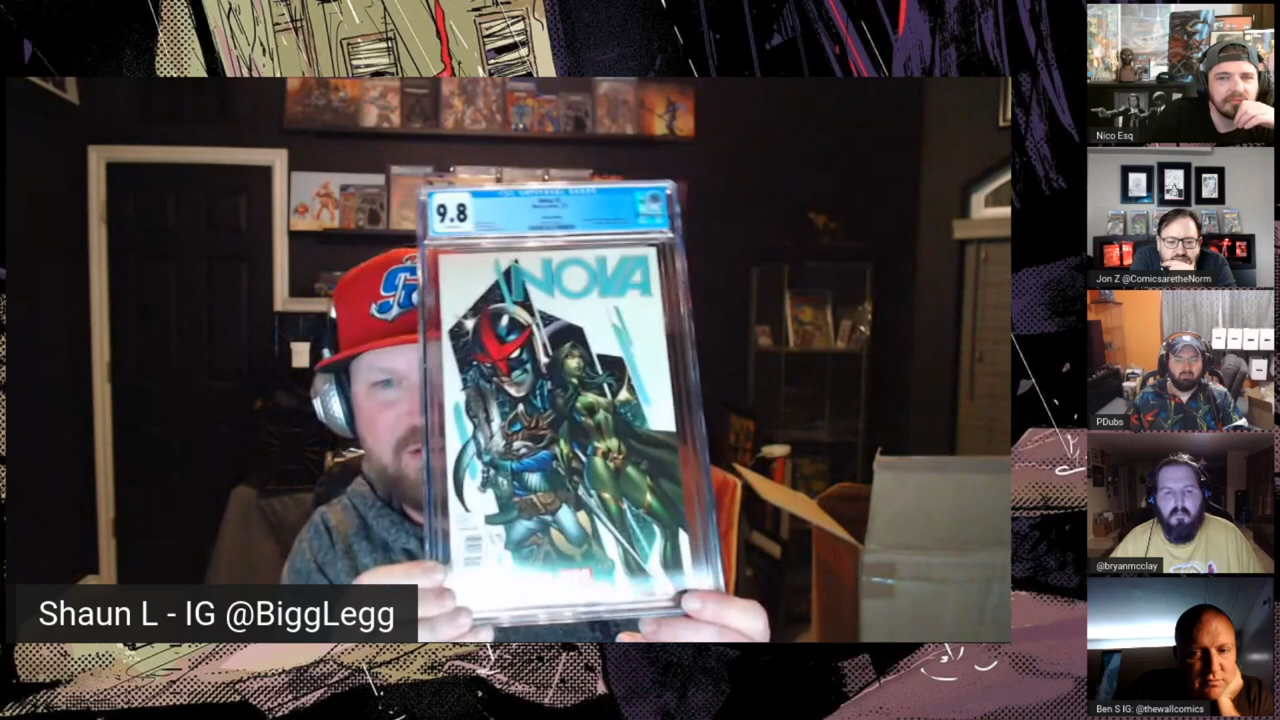 9.8
NOVA
Shaun L - IG @BiggLegg
Nico Esq
Jon Z @ComicsaretheNorm
PDubs
@bryanmcclay
Ben S IG: @thewallcomics